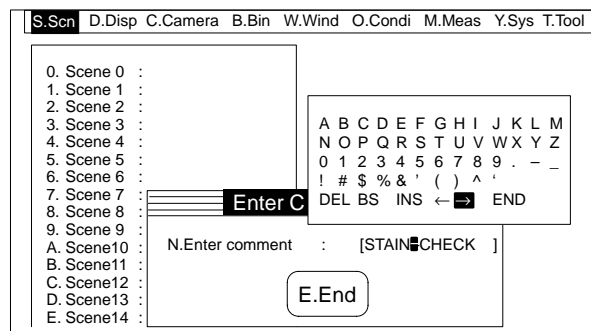 S.Scn D.Disp C.Camera B.Bin W.Wind O.Condi M.Meas Y.Sys T.Tool
0. Scene 0 :
1. Scene 1 :
2. Scene 2 :
3. Scene 3 :
4. Scene 4 :
5. Scene 5 :
6. Scene 6 :
7. Scene 7 :
8. Scene 8 :
9. Scene 9 :
A. Scene10 :
B. Scene11 :
C. Scene12 :
D. Scene13 :
E. Scene14 :
A B C D E F G H I J K L M
N O P Q R S T U V W X Y Z
0 1 2 3 4 5 6 7 8 9 . – _
! # $ % & ’ ( ) ^ ‘
DEL BS INS ← → END
Enter C
N.Enter comment : [STAIN-CHECK ]
E.End